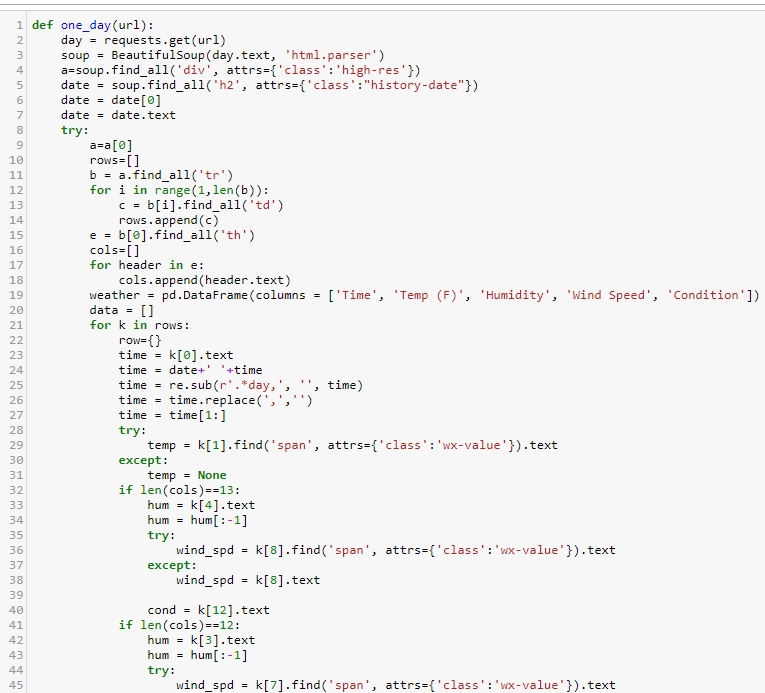 1 def one_day(url):
2     day = requests.get(url)
3     soup = BeautifulSoup(day.text, 'html.parser')
4     a=soup.find_all('div', attrs={'class':'high-res'})
5     date = soup.find_all('h2', attrs={'class':"history-date"})
6     date = date[0]
7     date = date.text
8     try:
9         a=a[0]
10         rows=[]
11         b = a.find_all('tr')
12         for i in range(1,len(b)):
13             c = b[i].find_all('td')
14             rows.append(c)
15         e = b[0].find_all('th')
16         cols=[]
17         for header in e:
18             cols.append(header.text)
19         weather = pd.DataFrame(columns = ['Time', 'Temp (F)', 'Humidity', 'Wind Speed', 'Condition'])
20         data = []
21         for k in rows:
22             row={}
23             time = k[0].text
24             time = date+' '+time
25             time = re.sub(r'.*day,', '', time)
26             time = time.replace(',','')
27             time = time[1:]
28             try:
29                 temp = k[1].find('span', attrs={'class':'wx-value'}).text
30             except:
31                 temp = None
32             if len(cols)==13:
33                 hum = k[4].text
34                 hum = hum[:-1]
35                 try:
36                     wind_spd = k[8].find('span', attrs={'class':'wx-value'}).text
37                 except:
38                     wind_spd = k[8].text
39
40                 cond = k[12].text
41             if len(cols)==12:
42                 hum = k[3].text
43                 hum = hum[:-1]
44                 try:
45                     wind_spd = k[7].find('span', attrs={'class':'wx-value'}).text